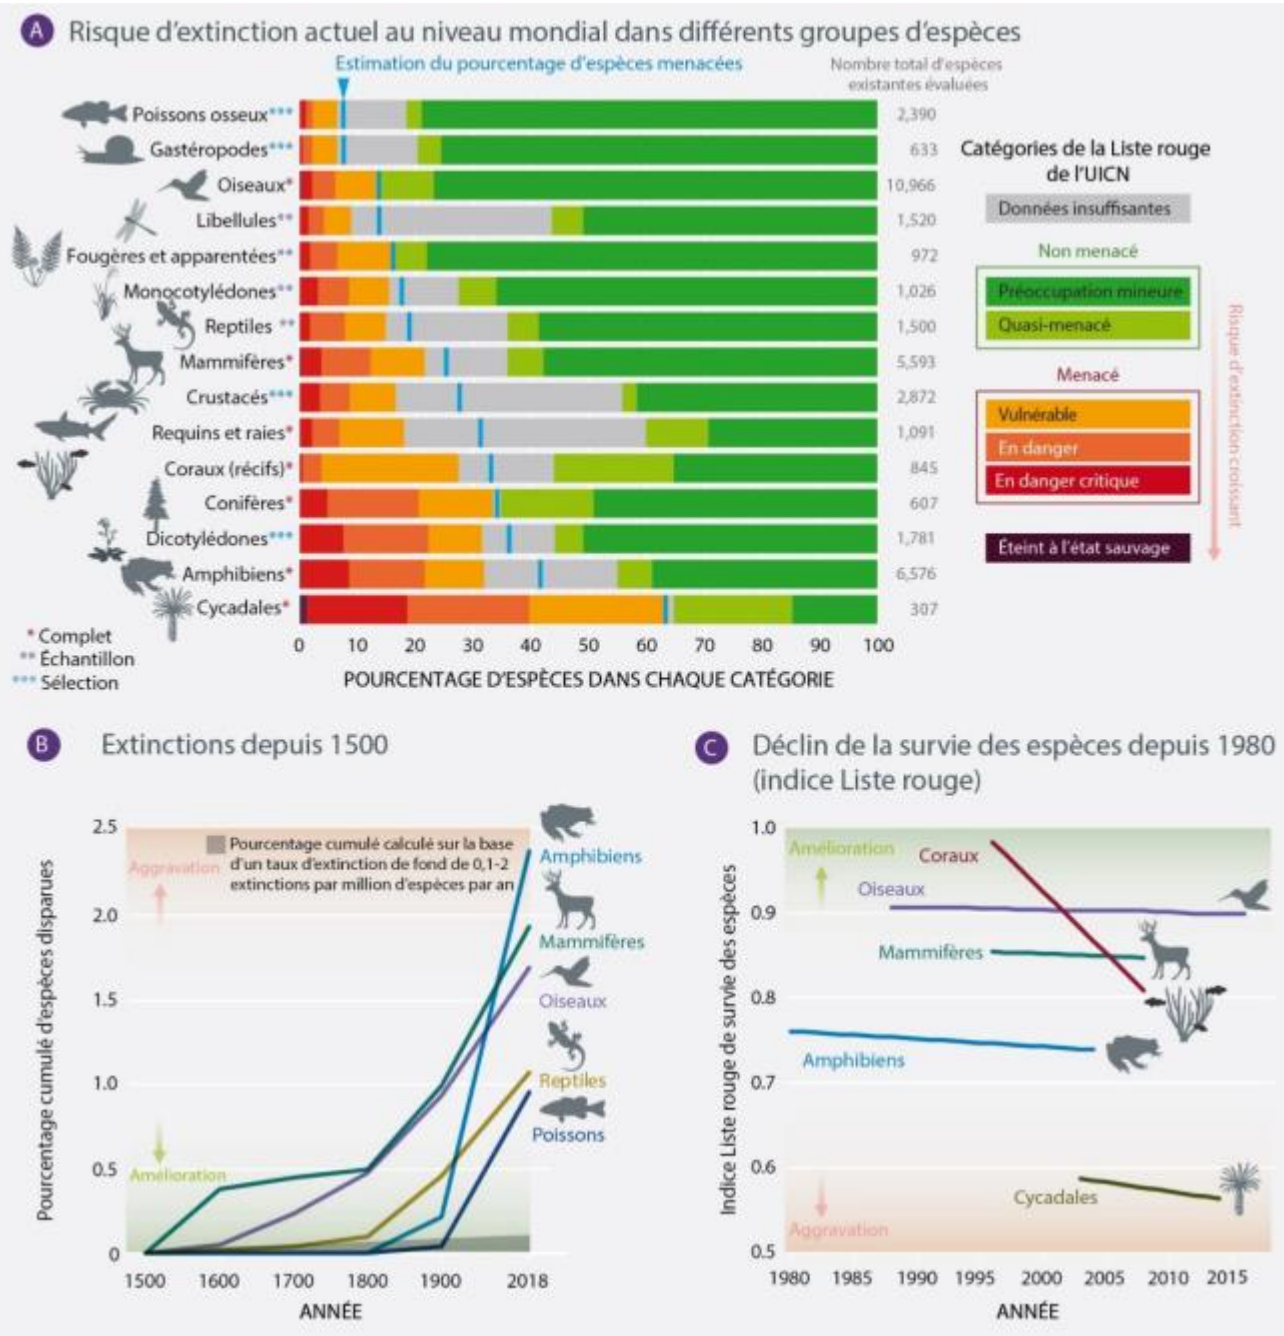 A Risque d'extinction actuel au niveau mondial dans différents groupes d'espèces
Estimation du pourcentage d'espèces menacées
Nombre total d'espèces
existantes évaluées
Poissons osseux*** 2,390
Gastéropodes*** 633
Oiseaux* 10,966
Libellules** 1,520
Fougères et apparentées** 972
Monocotylédones** 1,026
Reptiles ** 1,500
Mammifères* 5,593
Crustacés*** 2,872
Requins et raies* 1,091
Coraux (récifs)* 845
Conifères* 607
Dicotylédones*** 1,781
Amphibiens* 6,576
Cycadales* 307
0 10 20 30 40 50 60 70 80 90 100
POURCENTAGE D'ESPÈCES DANS CHAQUE CATÉGORIE
* Complet
** Échantillon
*** Sélection
Catégories de la Liste rouge
de l'UICN
Données insuffisantes
Non menacé
Préoccupation mineure
Quasi-menacé
Menacé
Vulnérable
En danger
En danger critique
Éteint à l'état sauvage
Risque d'extinction croissant
B Extinctions depuis 1500
Pourcentage cumulé d'espèces disparues
2.5
2.0
1.5
1.0
0.5
0
Aggravation
Pourcentage cumulé calculé sur la base
d'un taux d'extinction de fond de 0,1-2
extinctions par million d'espèces par an
Amélioration
Amphibiens
Mammifères
Oiseaux
Reptiles
Poissons
1500 1600 1700 1800 1900 2018
ANNÉE
C Déclin de la survie des espèces depuis 1980
(indice Liste rouge)
Indice Liste rouge de survie des espèces
1.0
0.9
0.8
0.7
0.6
0.5
Amélioration
Coraux
Oiseaux
Mammifères
Amphibiens
Cycadales
Aggravation
1980 1985 1990 1995 2000 2005 2010 2015
ANNÉE